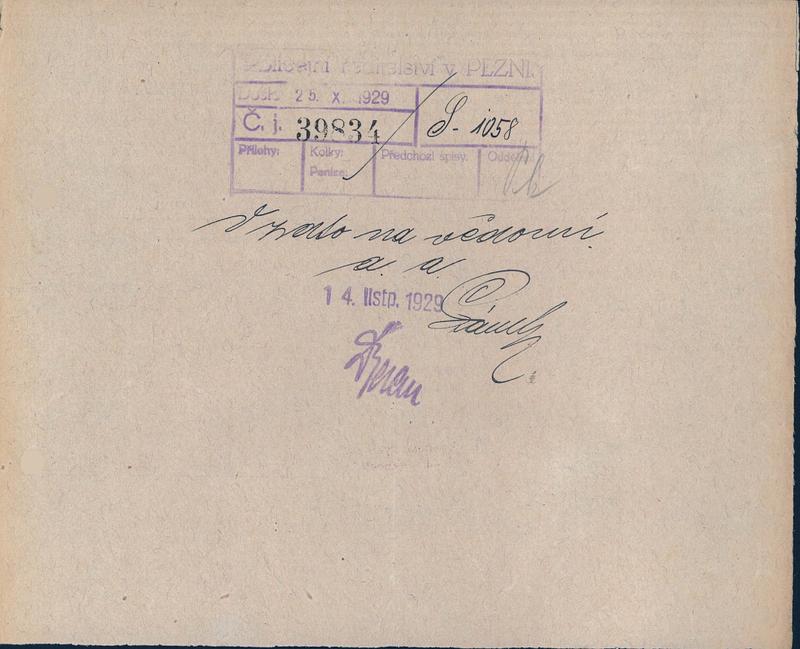 Policejní ředitelství v PLZNI.
Došlo 25. X. 1929
Č. j. 39834
S - 1058
Přílohy:
Kolky:
Peníze:
Předchozí spisy:
Odděl
Vzato na vědomí.
a. a.
14. listp. 1929